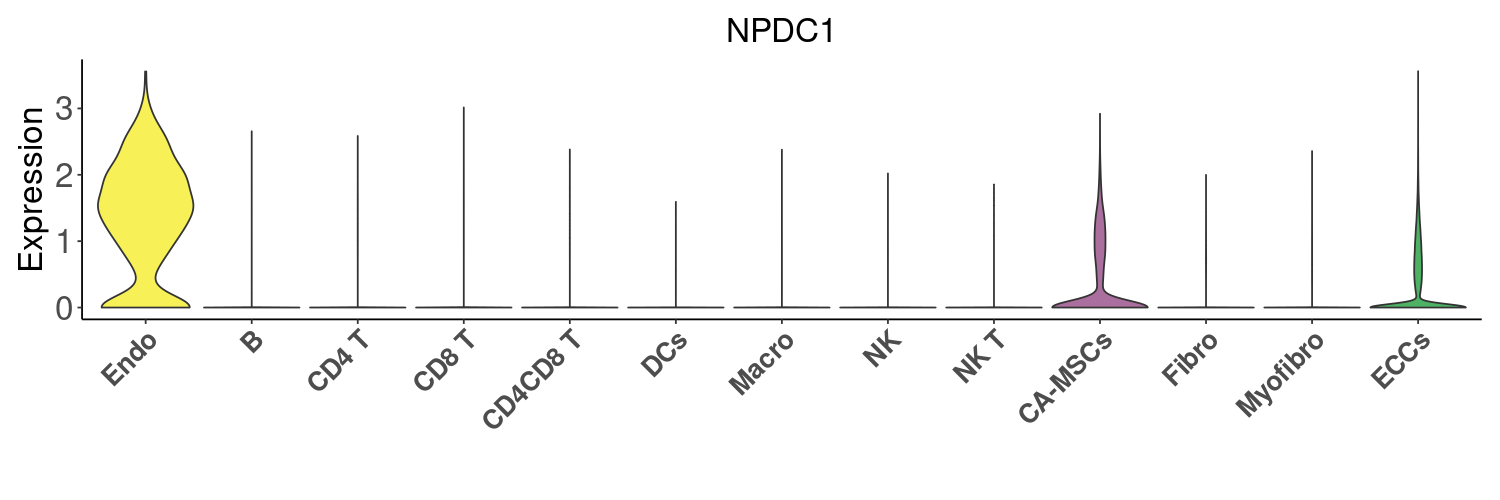 NPDC1
Expression
3
2
1
0
Endo
B
CD4 T
CD8 T
CD4CD8 T
DCs
Macro
NK
NK T
CA-MSCs
Fibro
Myofibro
ECCs